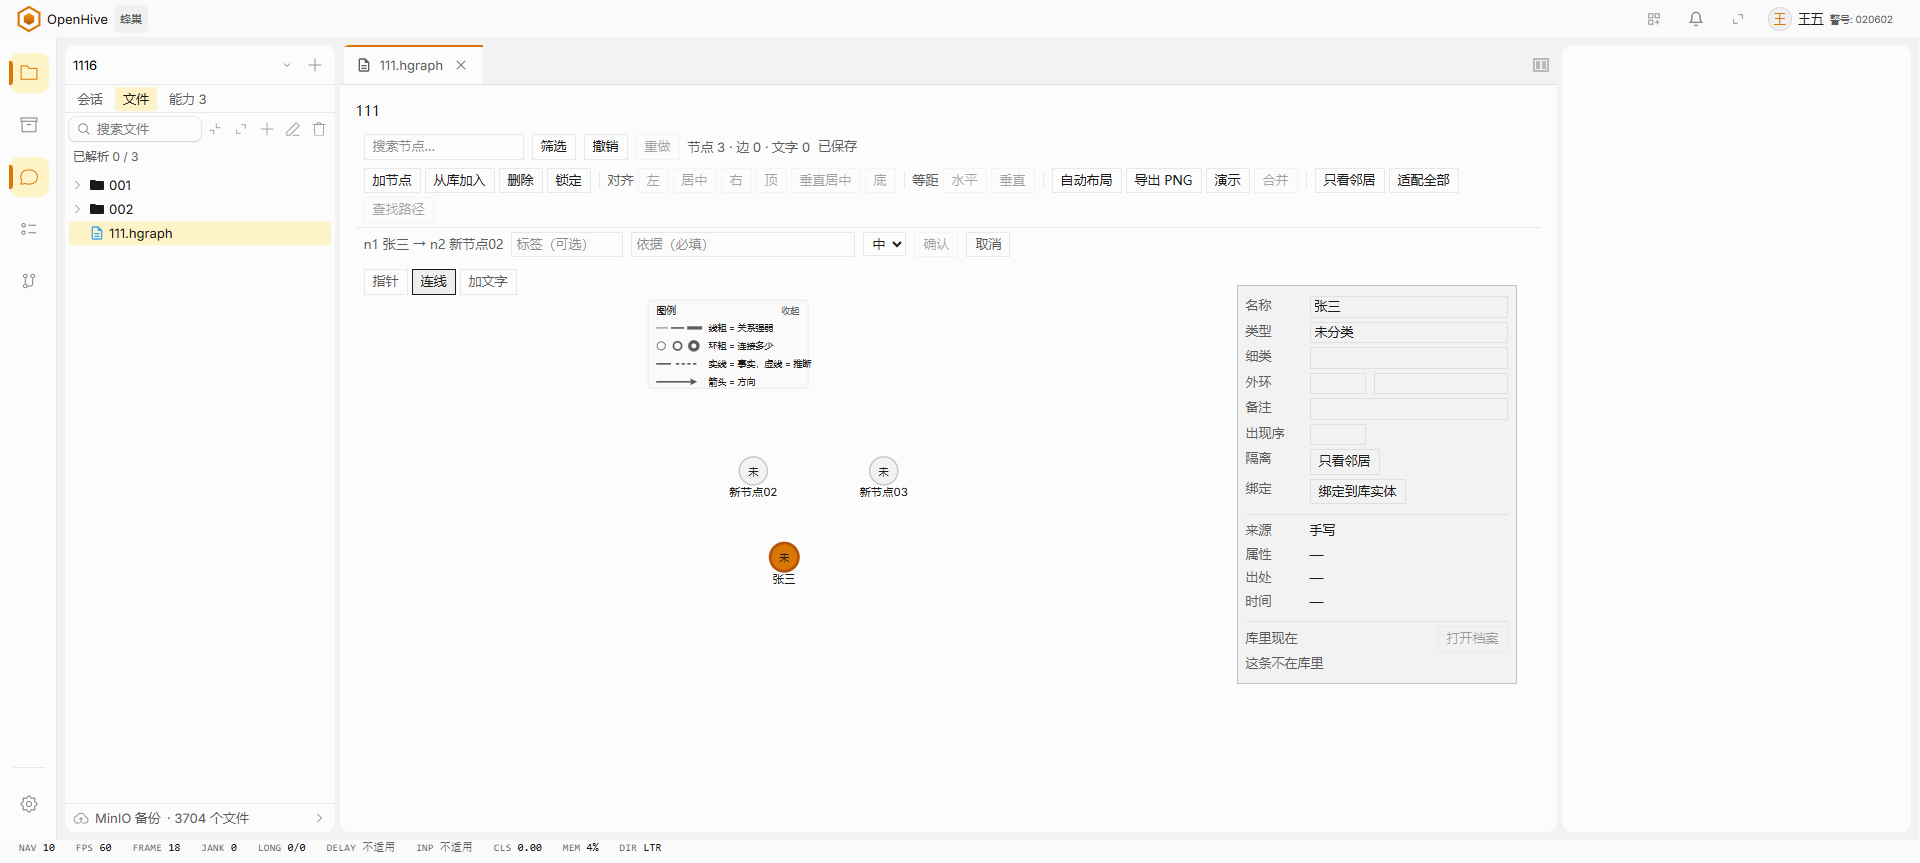 OpenHive 蜂巢
王 王五 警号: 020602
1116
111.hgraph
会话 文件 能力 3
搜索文件
已解析 0 / 3
001
002
111.hgraph
MinIO 备份 · 3704 个文件
111
搜索节点... 筛选 撤销 重做 节点 3 · 边 0 · 文字 0 已保存
加节点 从库加入 删除 锁定 对齐 左 居中 右 顶 垂直居中 底 等距 水平 垂直 自动布局 导出 PNG 演示 合并 只看邻居 适配全部
查找路径
n1 张三 → n2 新节点02 标签（可选） 依据（必填） 中 确认 取消
指针 连线 加文字
图例 收起
线粗 = 关系强弱
环粗 = 连接多少
实线 = 事实，虚线 = 推断
箭头 = 方向
未 未
新节点02 新节点03
未
张三
名称 张三
类型 未分类
细类
外环
备注
出现序
隔离 只看邻居
绑定 绑定到库实体
来源 手写
属性 —
出处 —
时间 —
库里现在 打开档案
这条不在库里
NAV 10 FPS 60 FRAME 18 JANK 0 LONG 0/0 DELAY 不适用 INP 不适用 CLS 0.00 MEM 4% DIR LTR